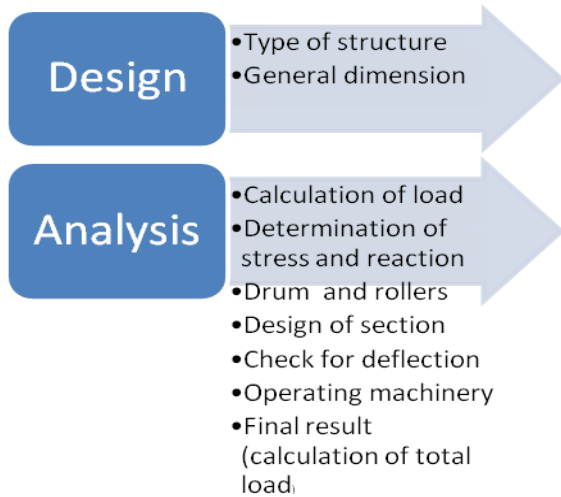 Design
•Type of structure
•General dimension
Analysis
•Calculation of load
•Determination of
stress and reaction
•Drum and rollers
•Design of section
•Check for deflection
•Operating machinery
•Final result
(calculation of total
load)